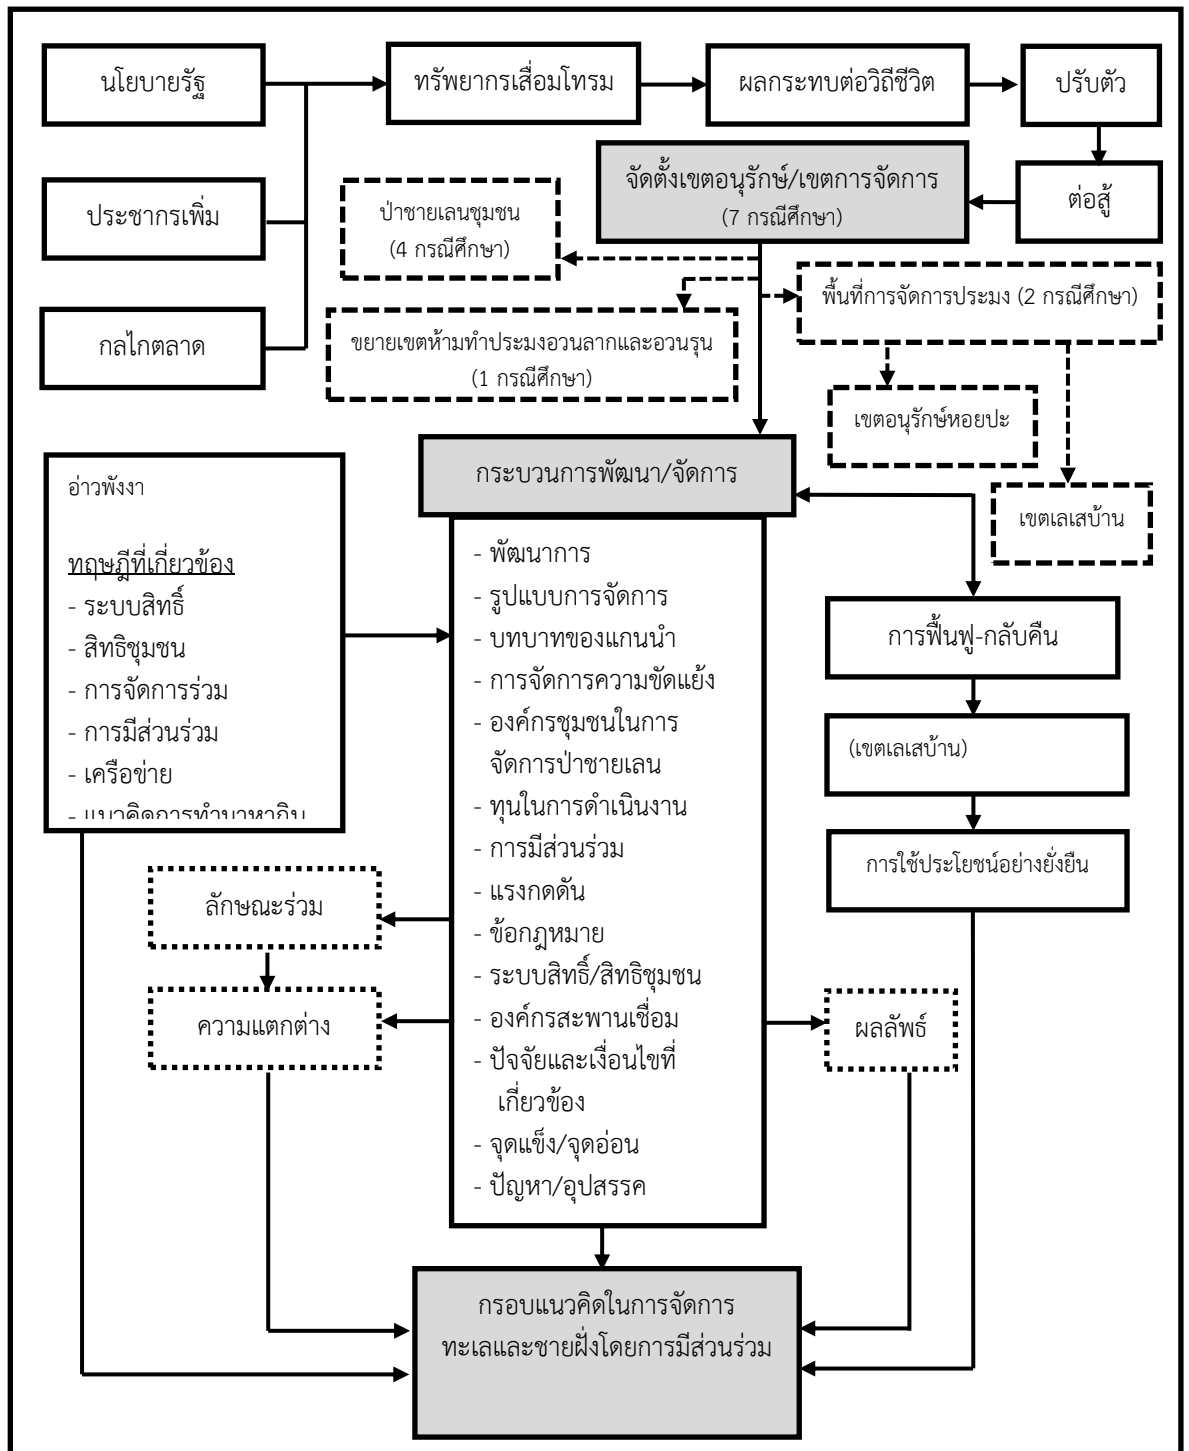 นโยบายรัฐ
ทรัพยากรเสื่อมโทรม
ผลกระทบต่อวิถีชีวิต
ปรับตัว
ประชากรเพิ่ม
ป่าชายเลนชุมชน
(4 กรณีศึกษา)
จัดตั้งเขตอนุรักษ์/เขตการจัดการ
(7 กรณีศึกษา)
ต่อสู้
กลไกตลาด
ขยายเขตห้ามทำประมงอวนลากและอวนรุน
(1 กรณีศึกษา)
พื้นที่การจัดการประมง (2 กรณีศึกษา)
เขตอนุรักษ์หอยปะ
เขตเลเสบ้าน
อ่าวพังงา
ทฤษฎีที่เกี่ยวข้อง
- ระบบสิทธิ์
- สิทธิชุมชน
- การจัดการร่วม
- การมีส่วนร่วม
- เครือข่าย
- แนวคิดการทำมาหากิน
กระบวนการพัฒนา/จัดการ
- พัฒนาการ
- รูปแบบการจัดการ
- บทบาทของแกนนำ
- การจัดการความขัดแย้ง
- องค์กรชุมชนในการ
จัดการป่าชายเลน
- ทุนในการดำเนินงาน
- การมีส่วนร่วม
- แรงกดดัน
- ข้อกฎหมาย
- ระบบสิทธิ์/สิทธิชุมชน
- องค์กรสะพานเชื่อม
- ปัจจัยและเงื่อนไขที่
เกี่ยวข้อง
- จุดแข็ง/จุดอ่อน
- ปัญหา/อุปสรรค
การฟื้นฟู-กลับคืน
(เขตเลเสบ้าน)
การใช้ประโยชน์อย่างยั่งยืน
ลักษณะร่วม
ความแตกต่าง
ผลลัพธ์
กรอบแนวคิดในการจัดการ
ทะเลและชายฝั่งโดยการมีส่วนร่วม